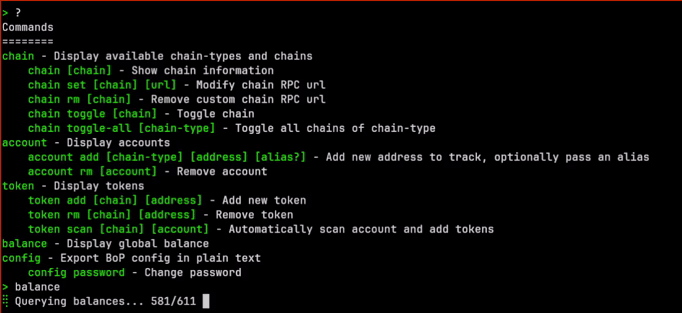 > ?
Commands
========
chain - Display available chain-types and chains
    chain [chain] - Show chain information
    chain set [chain] [url] - Modify chain RPC url
    chain rm [chain] - Remove custom chain RPC url
    chain toggle [chain] - Toggle chain
    chain toggle-all [chain-type] - Toggle all chains of chain-type
account - Display accounts
    account add [chain-type] [address] [alias?] - Add new address to track, optionally pass an alias
    account rm [account] - Remove account
token - Display tokens
    token add [chain] [address] - Add new token
    token rm [chain] [address] - Remove token
    token scan [chain] [account] - Automatically scan account and add tokens
balance - Display global balance
config - Export BoP config in plain text
    config password - Change password
> balance
⢿ Querying balances... 581/611